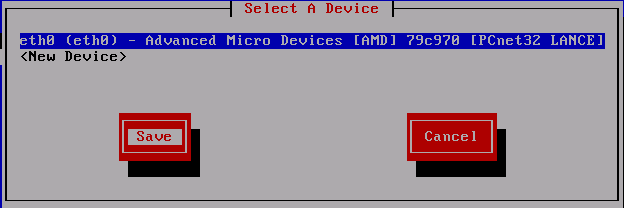 Select A Device
eth0 (eth0) - Advanced Micro Devices [AMD] 79c970 [PCnet32 LANCE]
<New Device>
Save
Cancel